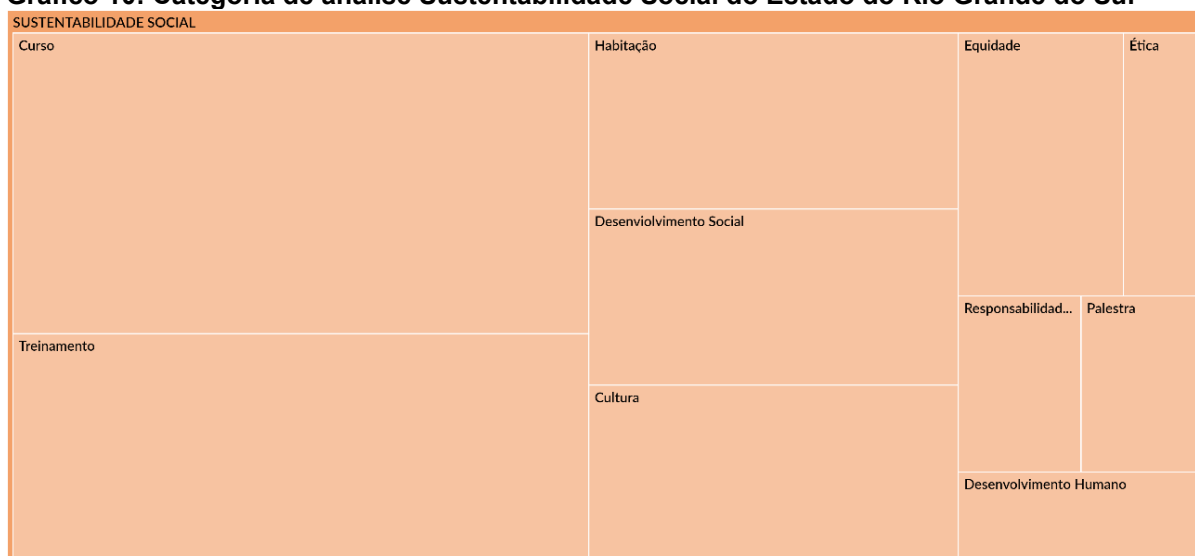 Gráfico 10: Categoria de análise Sustentabilidade Social do Estado do Rio Grande do Sul
SUSTENTABILIDADE SOCIAL
Curso
Habitação
Equidade
Ética
Desenviolvimento Social
Responsabilidad...
Palestra
Treinamento
Cultura
Desenvolvimento Humano